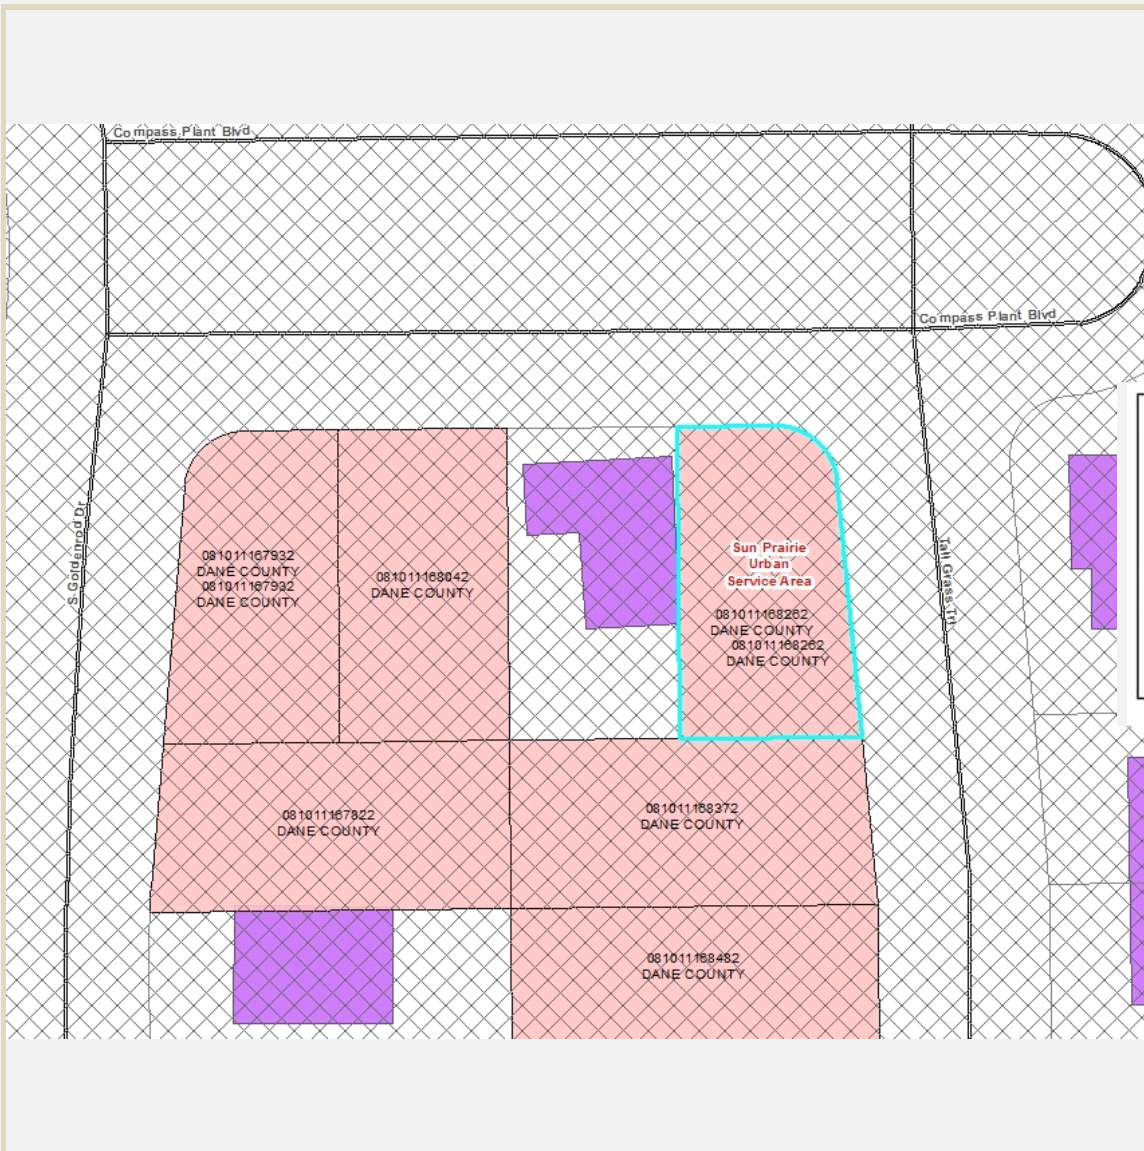 Compass Plant Blvd
Compass Plant Blvd
S Goldenrod Dr
Tall Grass Trl
081011167932
DANE COUNTY
081011167932
DANE COUNTY
081011168042
DANE COUNTY
Sun Prairie
Urban
Service Area
081011168262
DANE COUNTY
081011168262
DANE COUNTY
081011167822
DANE COUNTY
081011168372
DANE COUNTY
081011168482
DANE COUNTY